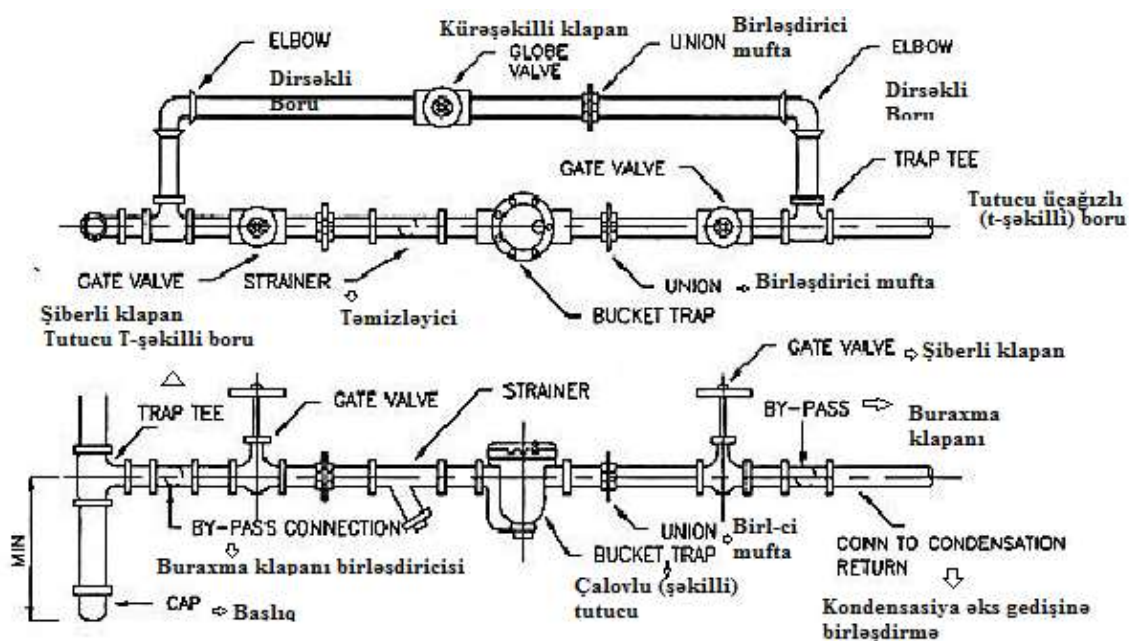 ELBOW
Dirsəkli
Boru
Kürəşəkilli klapan
GLOBE
VALVE
UNION
Birləşdirici
mufta
ELBOW
Dirsəkli
Boru
GATE VALVE
TRAP TEE
Tutucu üçağızlı
(t-şəkilli) boru
GATE VALVE
Şiberli klapan
Tutucu T-şəkilli boru
STRAINER
Təmizləyici
UNION
Birləşdirici mufta
BUCKET TRAP
GATE VALVE
Şiberli klapan
TRAP TEE
GATE VALVE
STRAINER
BY-PASS
Buraxma
klapanı
MIN
BY-PASS CONNECTION
Buraxma klapanı birləşdiricisi
CAP
Başlıq
UNION
Birl-ci
mufta
BUCKET TRAP
Çalovlu (şəkilli)
tutucu
CONN TO CONDENSATION
RETURN
Kondensasiya əks gedişinə
birləşdirmə